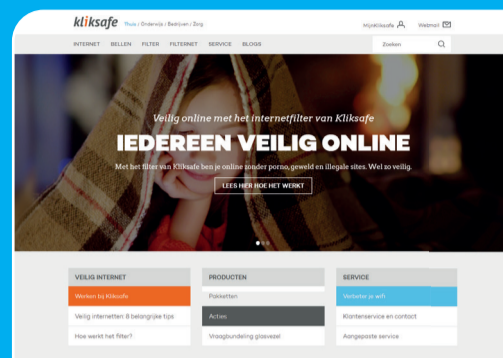 kliksafe Thuis / Onderwijs / Bedrijven / Zorg
MijnKliksafe Webmail
INTERNET BELLEN FILTER FILTERNET SERVICE BLOGS
Zoeken
Veilig online met het internetfilter van Kliksafe
IEDEREEN VEILIG ONLINE
Met het filter van Kliksafe ben je online zonder porno, geweld en illegale sites. Wel zo veilig.
LEES HIER HOE HET WERKT
VEILIG INTERNET
Werken bij Kliksafe
Veilig internetten: 8 belangrijke tips
Hoe werkt het filter?
PRODUCTEN
Pakketten
Acties
Vraagbundeling glasvezel
SERVICE
Verbeter je wifi
Klantenservice en contact
Aangepaste service